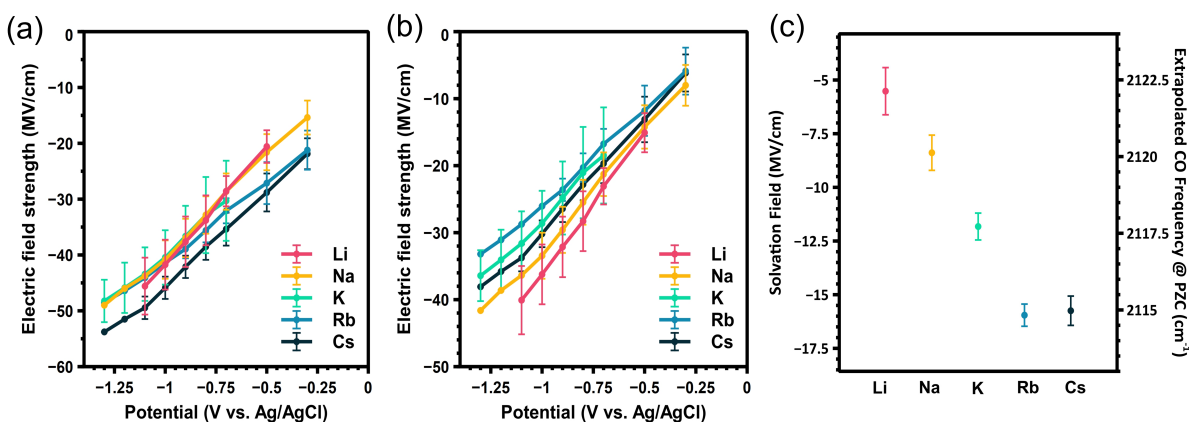 (a)
Electric field strength (MV/cm)
0
−10
−20
−30
−40
−50
−60
−1.25
−1
−0.75
−0.5
−0.25
0
Potential (V vs. Ag/AgCl)
Li
Na
K
Rb
Cs
(b)
Electric field strength (MV/cm)
0
−10
−20
−30
−40
−50
−1.25
−1
−0.75
−0.5
−0.25
0
Potential (V vs. Ag/AgCl)
Li
Na
K
Rb
Cs
(c)
Solvation Field (MV/cm)
−5
−7.5
−10
−12.5
−15
−17.5
Li
Na
K
Rb
Cs
2122.5
2120
2117.5
2115
Extrapolated CO Frequency @ PZC (cm⁻¹)